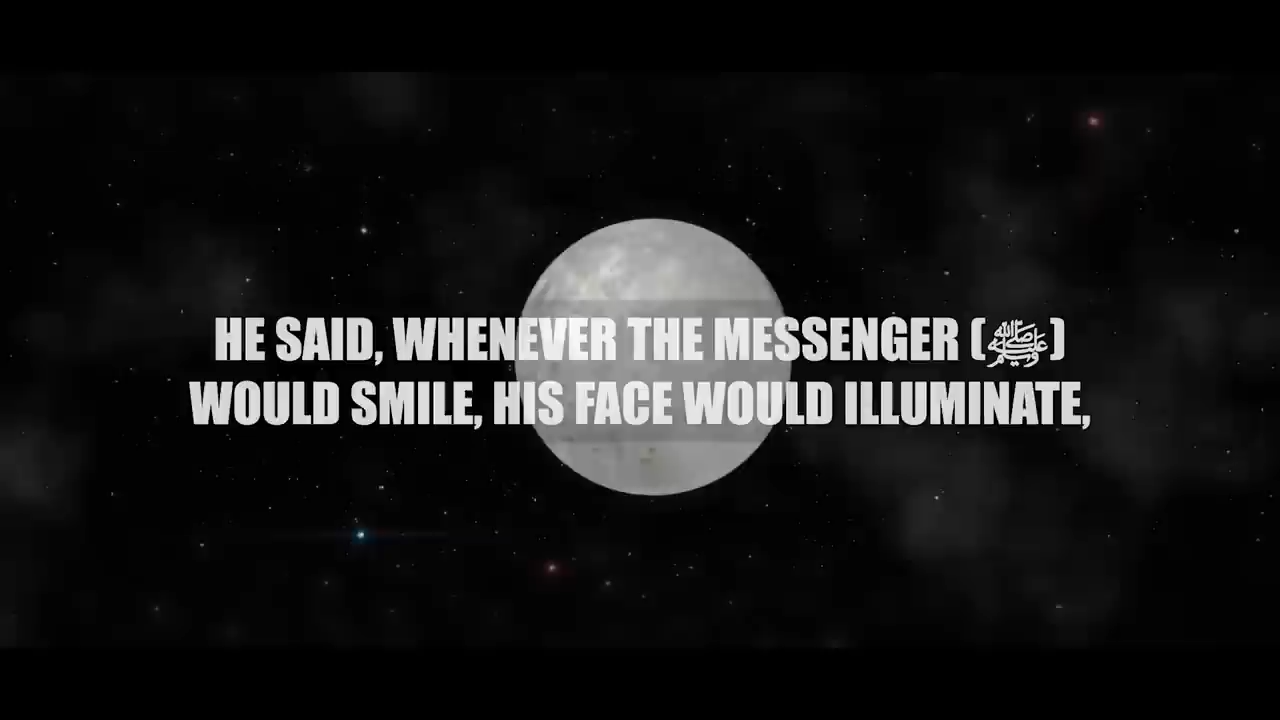 HE SAID, WHENEVER THE MESSENGER (ﷺ)
WOULD SMILE, HIS FACE WOULD ILLUMINATE,